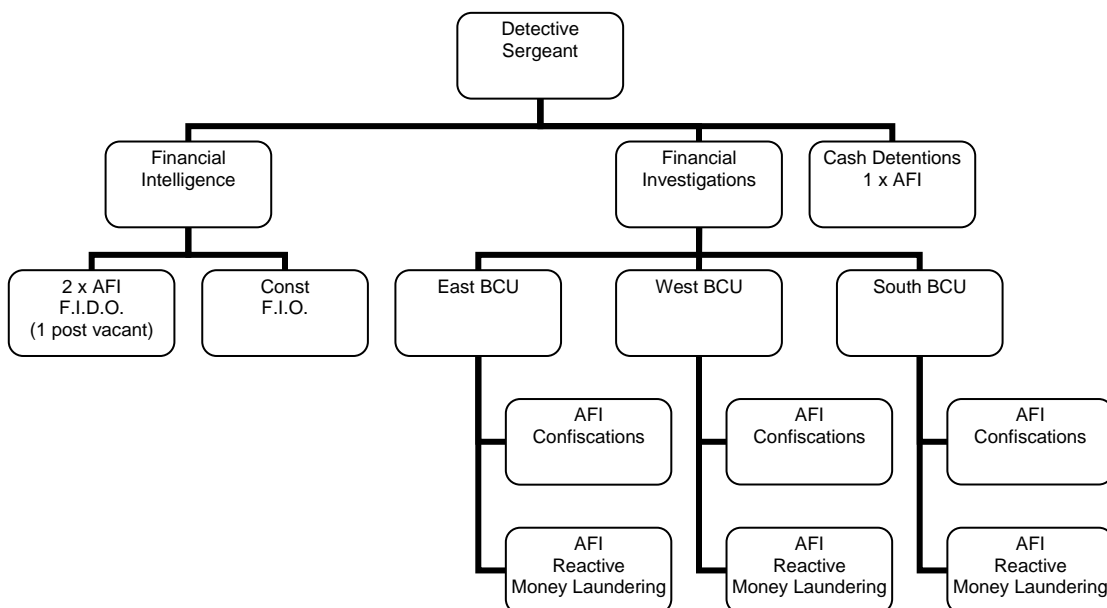 Detective
Sergeant
Financial
Intelligence
Financial
Investigations
Cash Detentions
1 x AFI
2 x AFI
F.I.D.O.
(1 post vacant)
Const
F.I.O.
East BCU
West BCU
South BCU
AFI
Confiscations
AFI
Confiscations
AFI
Confiscations
AFI
Reactive
Money Laundering
AFI
Reactive
Money Laundering
AFI
Reactive
Money Laundering